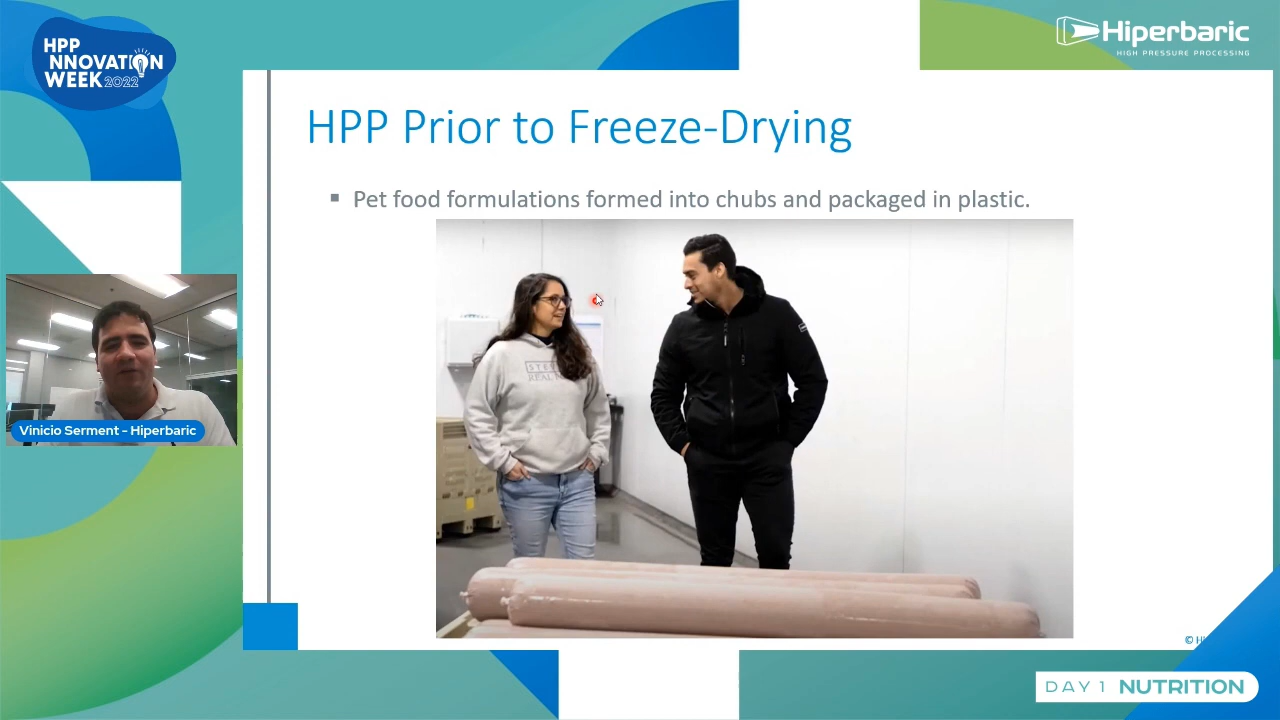 HPP
NNOVATION
WEEK 2022
Hiperbaric
HIGH PRESSURE PROCESSING
HPP Prior to Freeze-Drying
▪ Pet food formulations formed into chubs and packaged in plastic.
Vinicio Serment - Hiperbaric
DAY 1 NUTRITION